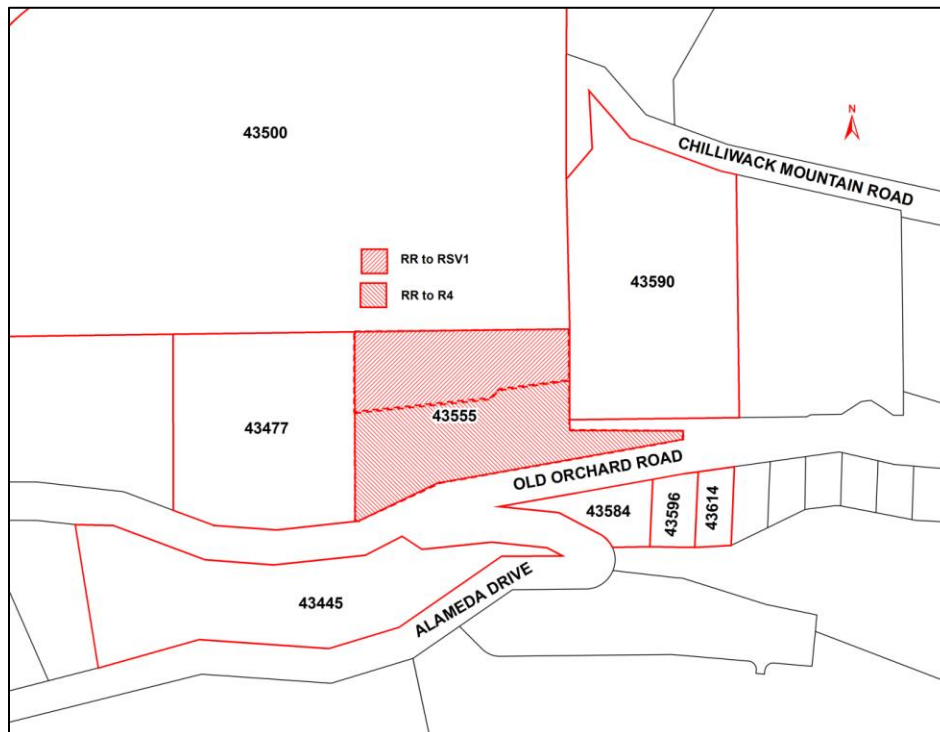 N
43500
CHILLIWACK MOUNTAIN ROAD
RR to RSV1
RR to R4
43590
43477
43555
OLD ORCHARD ROAD
43584
43596
43614
43445
ALAMEDA DRIVE